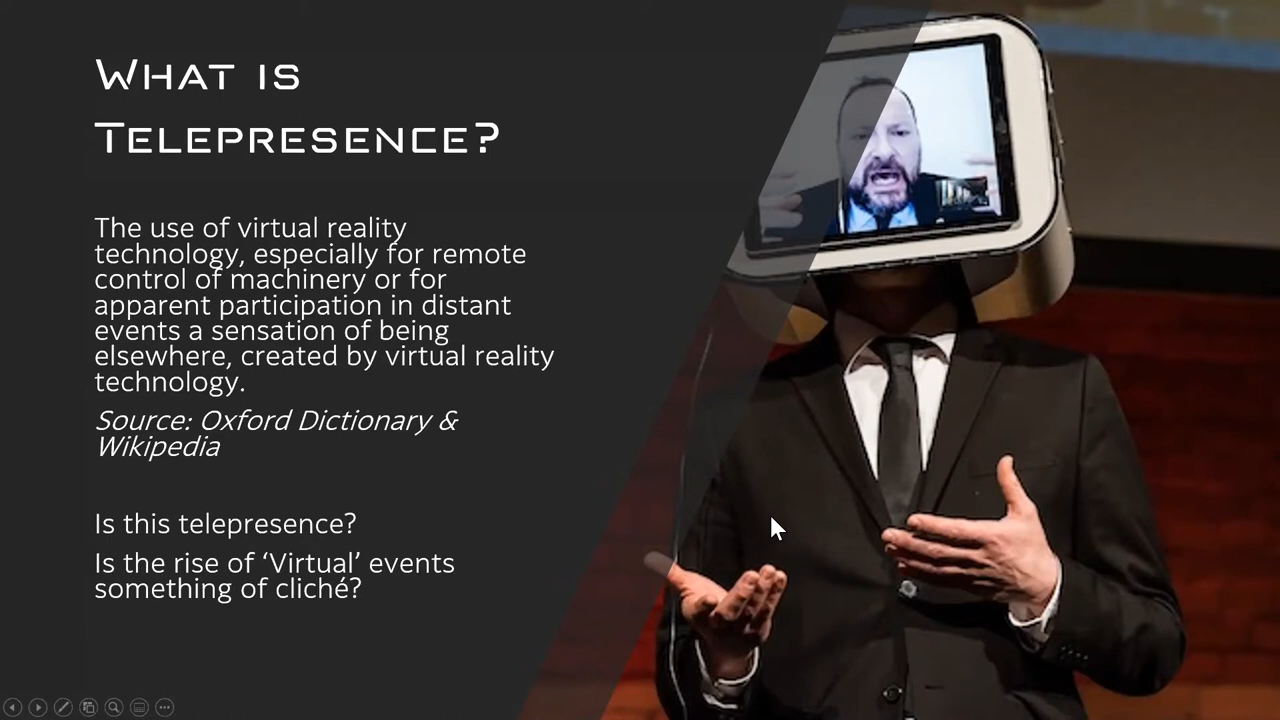 What is
Telepresence?
The use of virtual reality
technology, especially for remote
control of machinery or for
apparent participation in distant
events a sensation of being
elsewhere, created by virtual reality
technology.
Source: Oxford Dictionary &
Wikipedia
Is this telepresence?
Is the rise of ‘Virtual’ events
something of cliché?